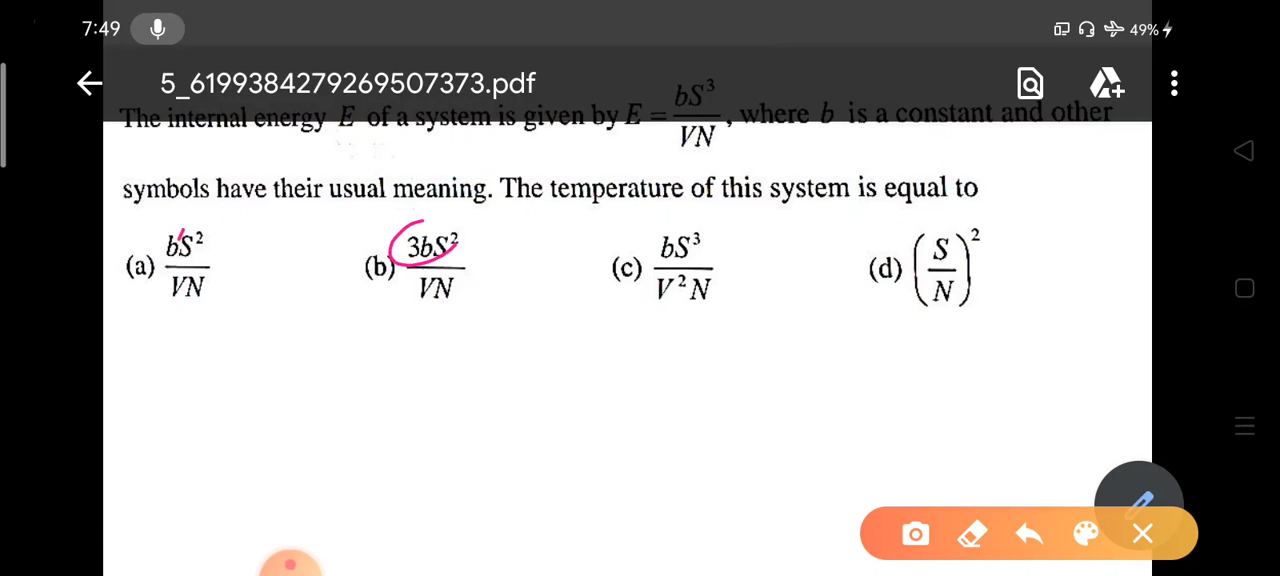 7:49 49%
5_6199384279269507373.pdf
The internal energy E of a system is given by E = bS³/VN, where b is a constant and other
symbols have their usual meaning. The temperature of this system is equal to
(a) bS²/VN (b) 3bS²/VN (c) bS³/V²N (d) (S/N)²